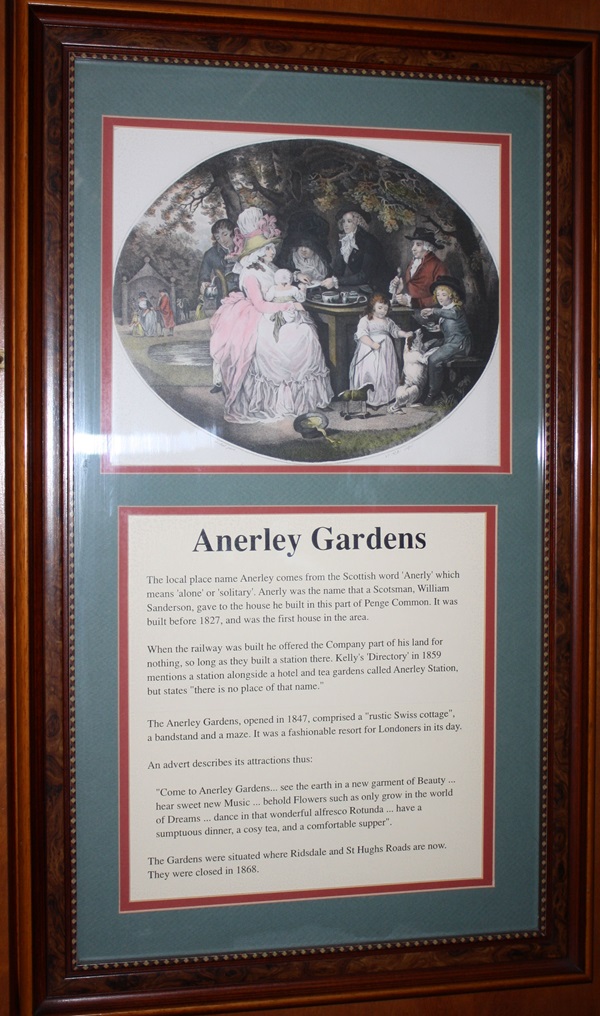 Anerley Gardens
The local place name Anerley comes from the Scottish word 'Anerly' which
means 'alone' or 'solitary'. Anerly was the name that a Scotsman, William
Sanderson, gave to the house he built in this part of Penge Common. It was
built before 1827, and was the first house in the area.
When the railway was built he offered the Company part of his land for
nothing, so long as they built a station there. Kelly's 'Directory' in 1859
mentions a station alongside a hotel and tea gardens called Anerley Station,
but states "there is no place of that name."
The Anerley Gardens, opened in 1847, comprised a "rustic Swiss cottage",
a bandstand and a maze. It was a fashionable resort for Londoners in its day.
An advert describes its attractions thus:
"Come to Anerley Gardens... see the earth in a new garment of Beauty ...
hear sweet new Music ... behold Flowers such as only grow in the world
of Dreams ... dance in that wonderful alfresco Rotunda ... have a
sumptuous dinner, a cosy tea, and a comfortable supper".
The Gardens were situated where Ridsdale and St Hughs Roads are now.
They were closed in 1868.